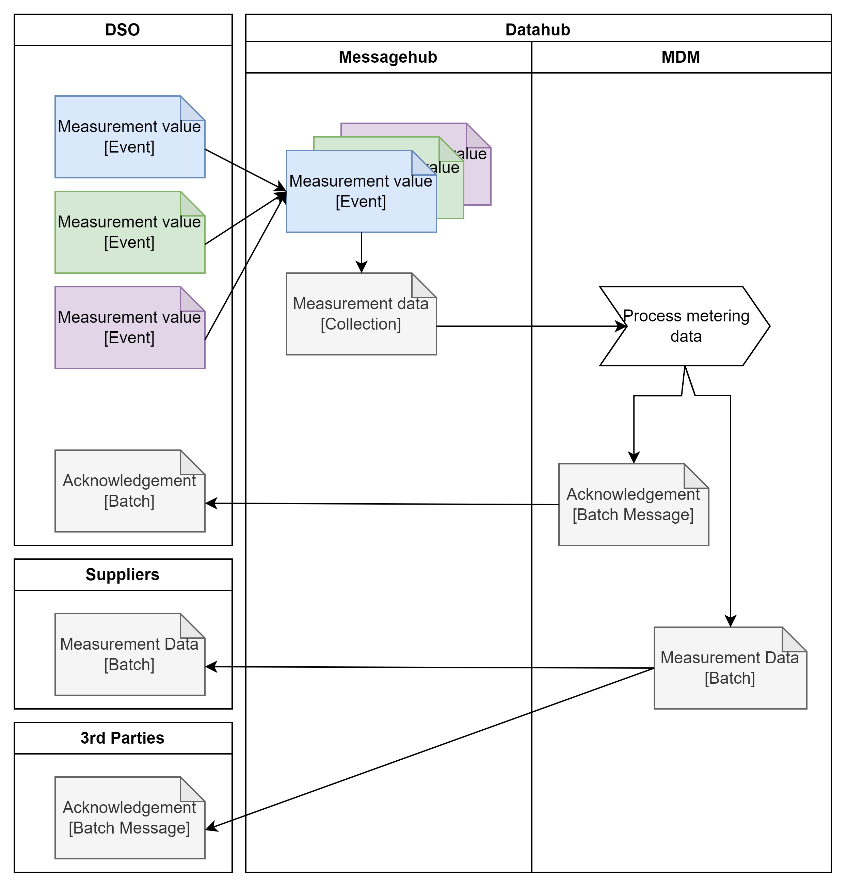 DSO
Datahub
Messagehub
MDM
Measurement value
[Event]
Measurement value
[Event]
Measurement value
[Event]
value
alue
Measurement value
[Event]
Measurement data
[Collection]
Process metering
data
Acknowledgement
[Batch]
Acknowledgement
[Batch Message]
Suppliers
Measurement Data
[Batch]
Measurement Data
[Batch]
3rd Parties
Acknowledgement
[Batch Message]